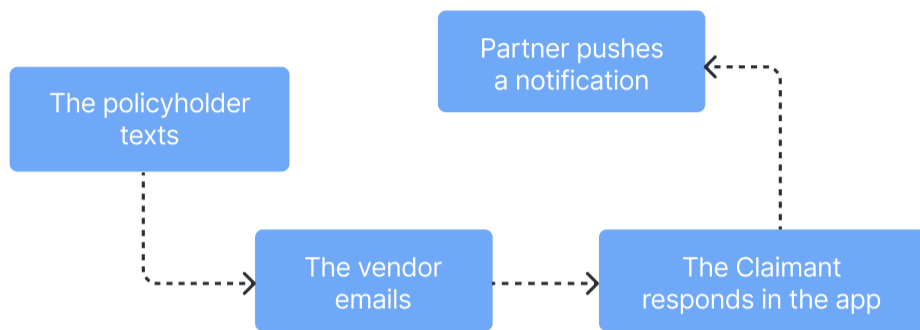 The policyholder
texts
The vendor
emails
The Claimant
responds in the app
Partner pushes
a notification